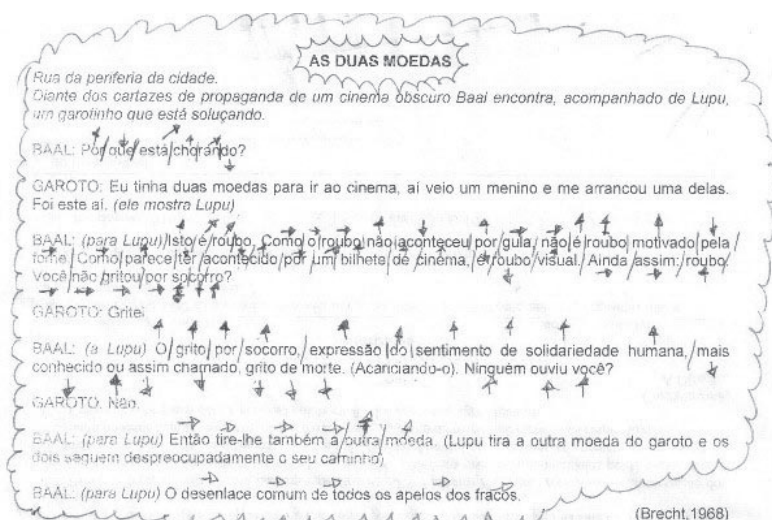 AS DUAS MOEDAS
Rua da periferia da cidade.
Diante dos cartazes de propaganda de um cinema obscuro Baal encontra, acompanhado de Lupu,
um garotinho que está soluçando.
BAAL: Por que está chorando?
GAROTO: Eu tinha duas moedas para ir ao cinema, aí veio um menino e me arrancou uma delas.
Foi este aí. (ele mostra Lupu)
BAAL: (para Lupu) Isto é roubo. Como o roubo não aconteceu por gula, não é roubo motivado pela
fome. Como parece ter acontecido por um bilhete de cinema, é roubo visual. Ainda assim: roubo.
Você não gritou por socorro?
GAROTO: Gritei.
BAAL: (a Lupu) O grito por socorro, expressão do sentimento de solidariedade humana, mais
conhecido ou assim chamado, grito de morte. (Acariciando-o). Ninguém ouviu você?
GAROTO: Não.
BAAL: (para Lupu) Então tire-lhe também a outra moeda. (Lupu tira a outra moeda do garoto e os
dois seguem despreocupadamente o seu caminho)
BAAL: (para Lupu) O desenlace comum de todos os apelos dos fracos.
(Brecht,1968)